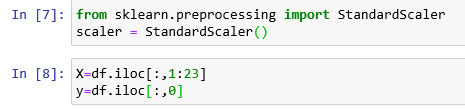 In [7]: from sklearn.preprocessing import StandardScaler
scaler = StandardScaler()
In [8]: X=df.iloc[:,1:23]
y=df.iloc[:,0]